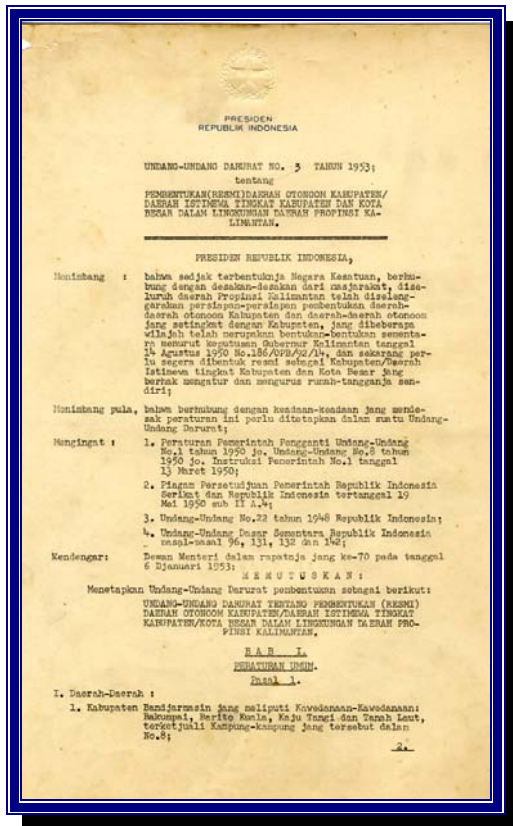 PRESIDEN
REPUBLIK INDONESIA
UNDANG-UNDANG DARURAT NO. 3 TAHUN 1953;
tentang
PEMBENTUKAN(RESMI)DAERAH OTONOOM KABUPATEN/
DAERAH ISTIMEWA TINGKAT KABUPATEN DAN KOTA
BESAR DALAM LINGKUNGAN DAERAH PROPINSI KA-
LIMANTAN.
PRESIDEN REPUBLIK INDONESIA,
Menimbang : bahwa sedjak terbentuknja Negara Kesatuan, berhu-
bung dengan desakan-desakan dari masjarakat, dise-
luruh daerah Propinsi Kalimantan telah diseleng-
garakan persiapan-persiapan pembentukan daerah-
daerah otonoom Kabupaten dan daerah-daerah otonoom
jang setingkat dengan Kabupaten, jang dibeberapa
wilajah telah merupakan bentukan-bentukan sementa-
ra menurut keputusan Gubernur Kalimantan tanggal
14 Agustus 1950 No.186/OPB/92/14, dan sekarang per-
lu segera dibentuk resmi sebagai Kabupaten/Daerah
Istimewa tingkat Kabupaten dan Kota Besar jang
berhak mengatur dan mengurus rumah-tangganja sen-
diri;
Menimbang pula, bahwa berhubung dengan keadaan-keadaan jang mende-
sak peraturan ini perlu ditetapkan dalam suatu Undang-
Undang Darurat;
Mengingat : 1. Peraturan Pemerintah Pengganti Undang-Undang
No.1 tahun 1950 jo. Undang-Undang No.8 tahun
1950 jo. Instruksi Pemerintah No.1 tanggal
13 Maret 1950;
2. Piagam Persetudjuan Pemerintah Republik Indonesia
Serikat dan Republik Indonesia tertanggal 19
Mei 1950 sub II A.4;
3. Undang-Undang No.22 tahun 1948 Republik Indonesia;
4. Undang-Undang Dasar Sementara Republik Indonesia
pasal-pasal 96, 131, 132 dan 142;
Mendengar: Dewan Menteri dalam rapatnja jang ke-70 pada tanggal
6 Djanuari 1953;
M E M U T U S K A N :
Menetapkan Undang-Undang Darurat pembentukan sebagai berikut:
UNDANG-UNDANG DARURAT TENTANG PEMBENTUKAN (RESMI)
DAERAH OTONOOM KABUPATEN/DAERAH ISTIMEWA TINGKAT
KABUPATEN/KOTA BESAR DALAM LINGKUNGAN DAERAH PRO-
PINSI KALIMANTAN.
B A B I.
PERATURAN UMUM.
Pasal 1.
I. Daerah-Daerah :
1. Kabupaten Bandjarmasin jang meliputi Kawedanaan-Kawedanaan:
Bakumpai, Barito Kuala, Kaju Tangi dan Tanah Laut,
terketjuali Kampung-kampung jang tersebut dalam
No.8;
2.